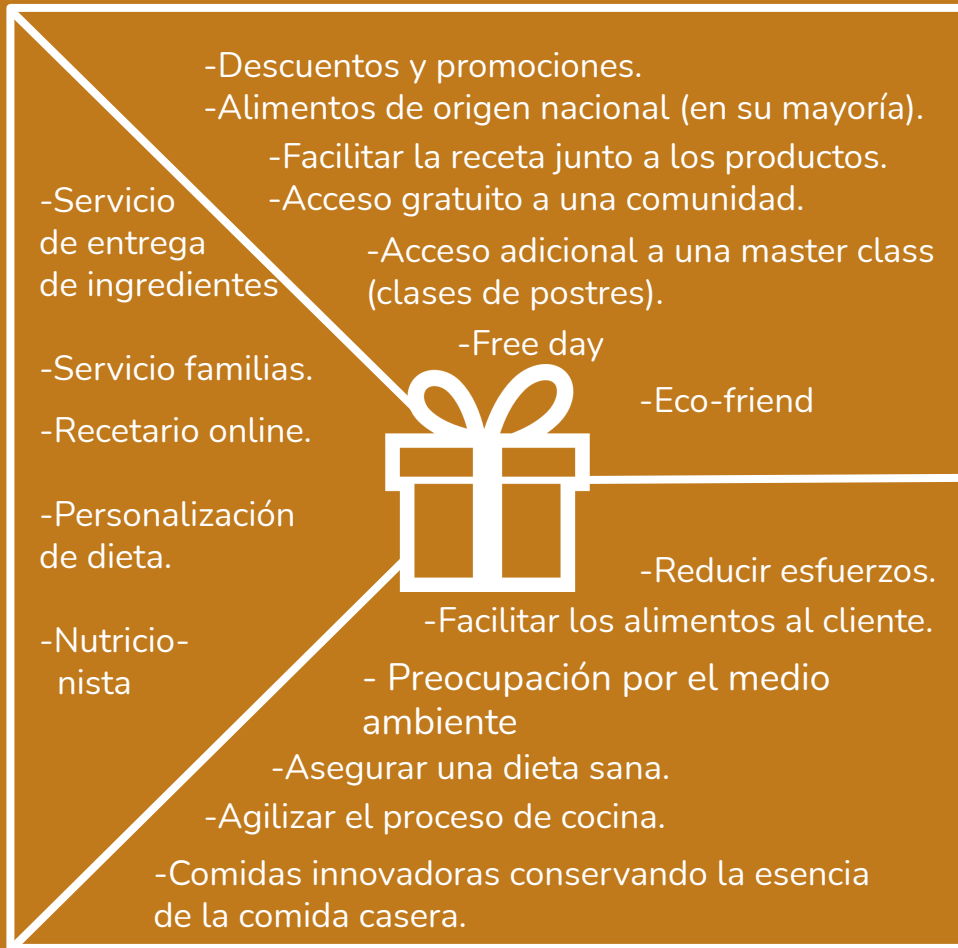 -Descuentos y promociones.
-Alimentos de origen nacional (en su mayoría).
-Facilitar la receta junto a los productos.
-Acceso gratuito a una comunidad.
-Acceso adicional a una master class
(clases de postres).
-Free day
-Eco-friend
-Servicio
de entrega
de ingredientes
-Servicio familias.
-Recetario online.
-Personalización
de dieta.
-Nutricio-
nista
-Reducir esfuerzos.
-Facilitar los alimentos al cliente.
- Preocupación por el medio
ambiente
-Asegurar una dieta sana.
-Agilizar el proceso de cocina.
-Comidas innovadoras conservando la esencia
de la comida casera.